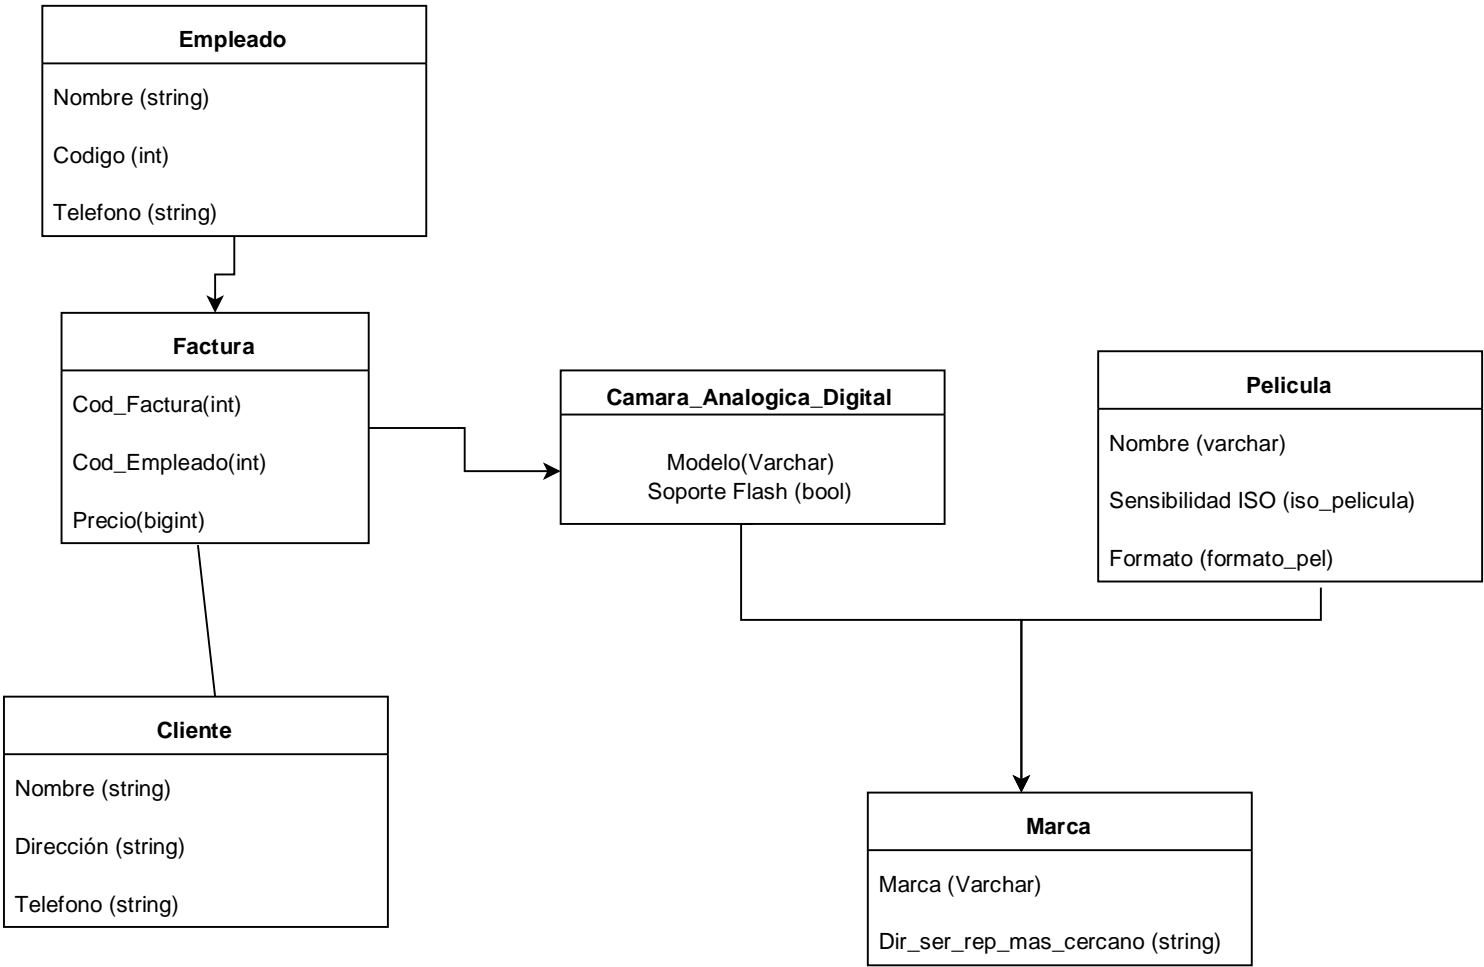 Empleado
Nombre (string)
Codigo (int)
Telefono (string)
Factura
Cod_Factura(int)
Cod_Empleado(int)
Precio(bigint)
Camara_Analogica_Digital
Modelo(Varchar)
Soporte Flash (bool)
Pelicula
Nombre (varchar)
Sensibilidad ISO (iso_pelicula)
Formato (formato_pel)
Cliente
Nombre (string)
Dirección (string)
Telefono (string)
Marca
Marca (Varchar)
Dir_ser_rep_mas_cercano (string)